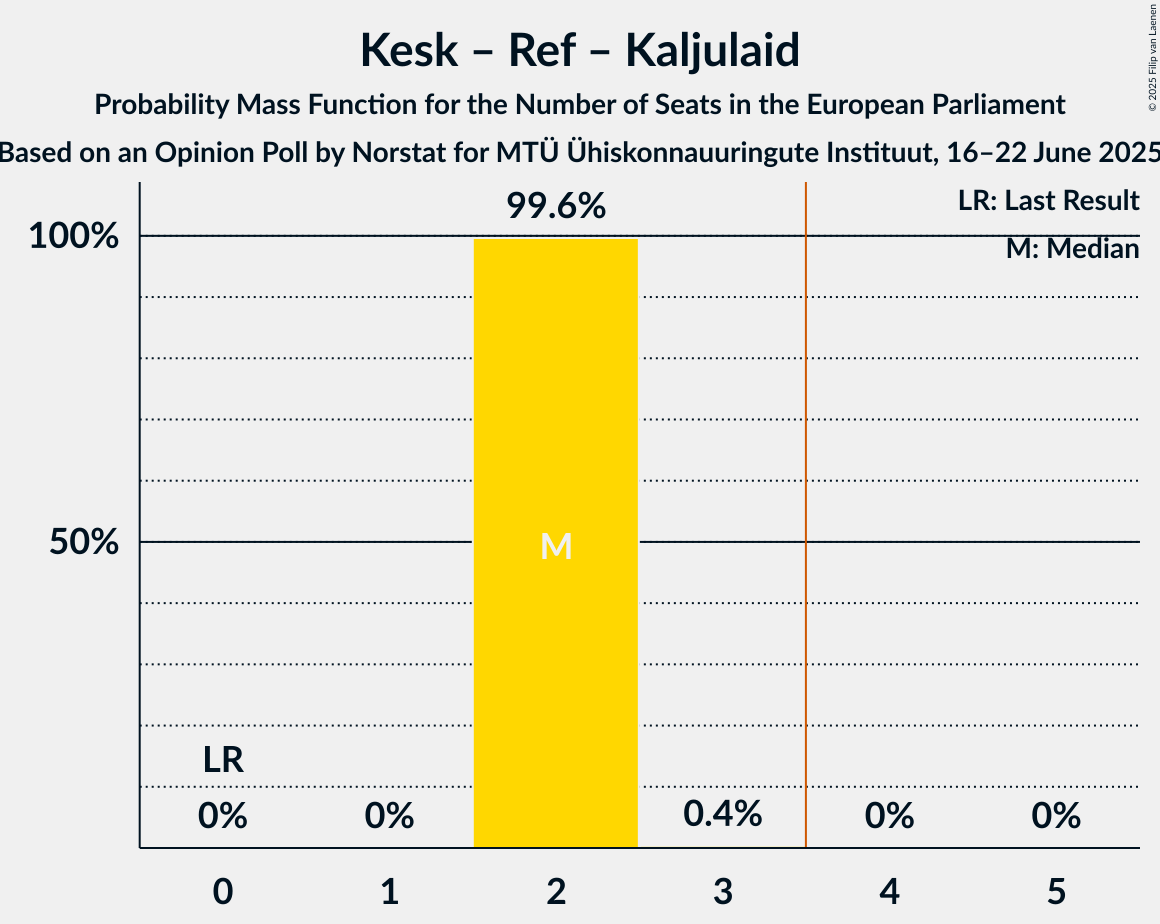 Kesk – Ref – Kaljulaid
Probability Mass Function for the Number of Seats in the European Parliament
Based on an Opinion Poll by Norstat for MTÜ Ühiskonnauuringute Instituut, 16–22 June 2025
© 2025 Filip van Laenen
LR: Last Result
M: Median
99.6%
100%
50%
M
LR
0%
0%
0.4%
0%
0%
0
1
2
3
4
5